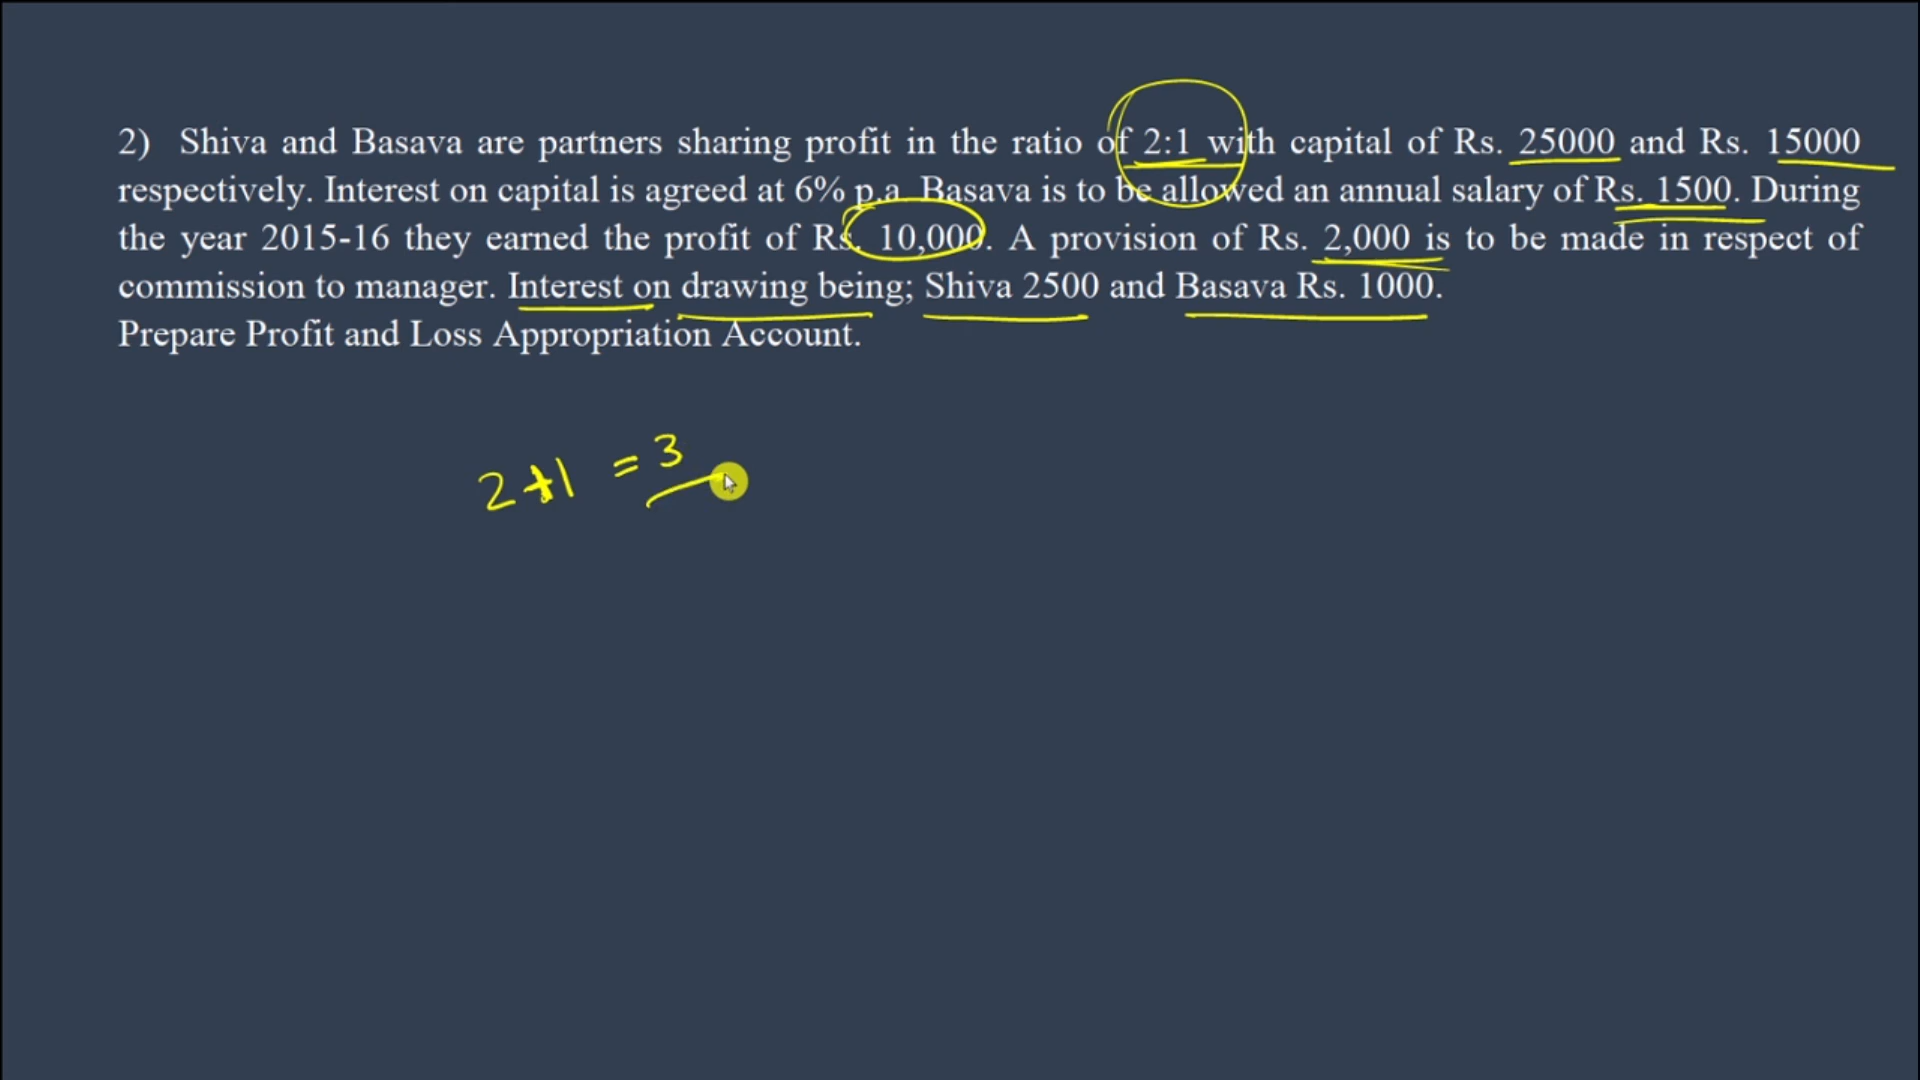 2) Shiva and Basava are partners sharing profit in the ratio of 2:1 with capital of Rs. 25000 and Rs. 15000
respectively. Interest on capital is agreed at 6% p.a. Basava is to be allowed an annual salary of Rs. 1500. During
the year 2015-16 they earned the profit of Rs. 10,000. A provision of Rs. 2,000 is to be made in respect of
commission to manager. Interest on drawing being; Shiva 2500 and Basava Rs. 1000.
Prepare Profit and Loss Appropriation Account.
2+1 = 3